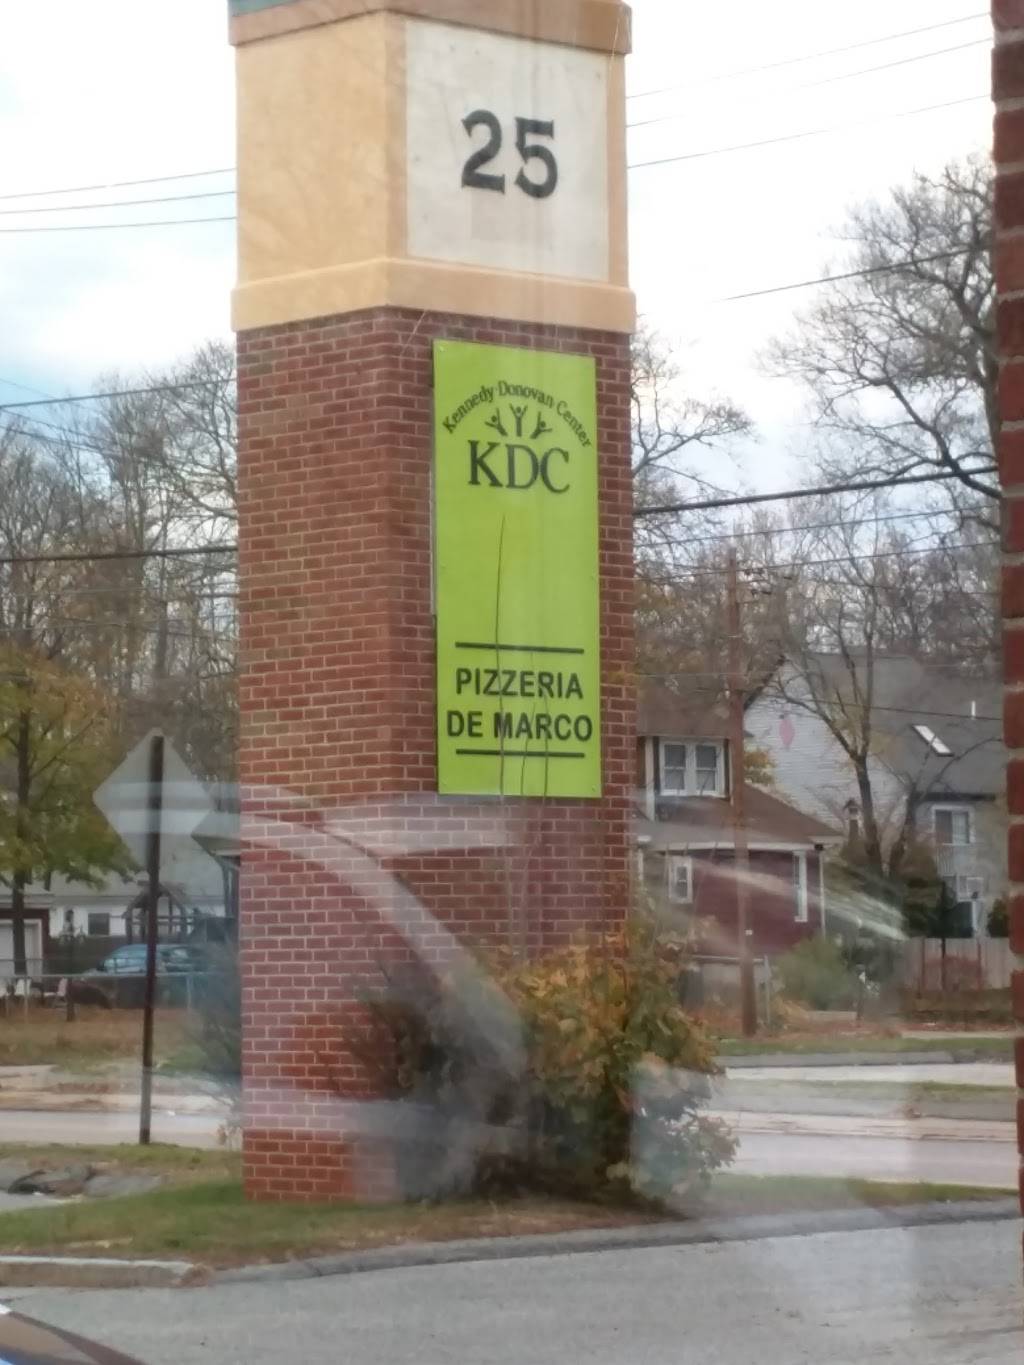 25
Kennedy·Donovan·Center
KDC
PIZZERIA
DE MARCO